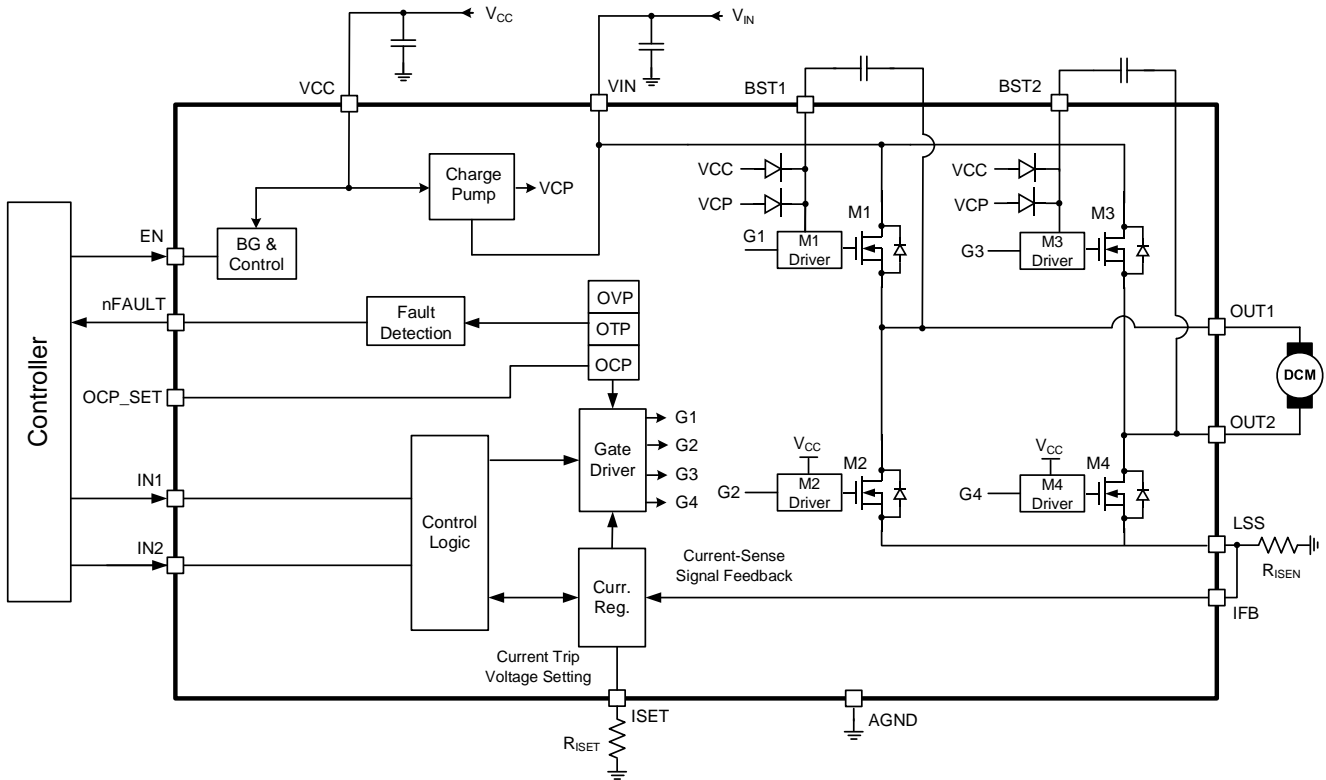 VCC
VIN
VCC
VIN
BST1
BST2
Charge
Pump
VCP
VCC
VCP
VCC
VCP
M1
M3
EN
BG &
Control
G1
M1
Driver
G3
M3
Driver
nFAULT
Fault
Detection
OVP
OTP
OCP
OUT1
Controller
DCM
OCP_SET
OUT2
Gate
Driver
G1
G2
G3
G4
VCC
M2
G2
M2
Driver
VCC
M4
G4
M4
Driver
IN1
Control
Logic
IN2
LSS
RISEN
Current-Sense
Signal Feedback
Curr.
Reg.
IFB
Current Trip
Voltage Setting
ISET
AGND
RISET